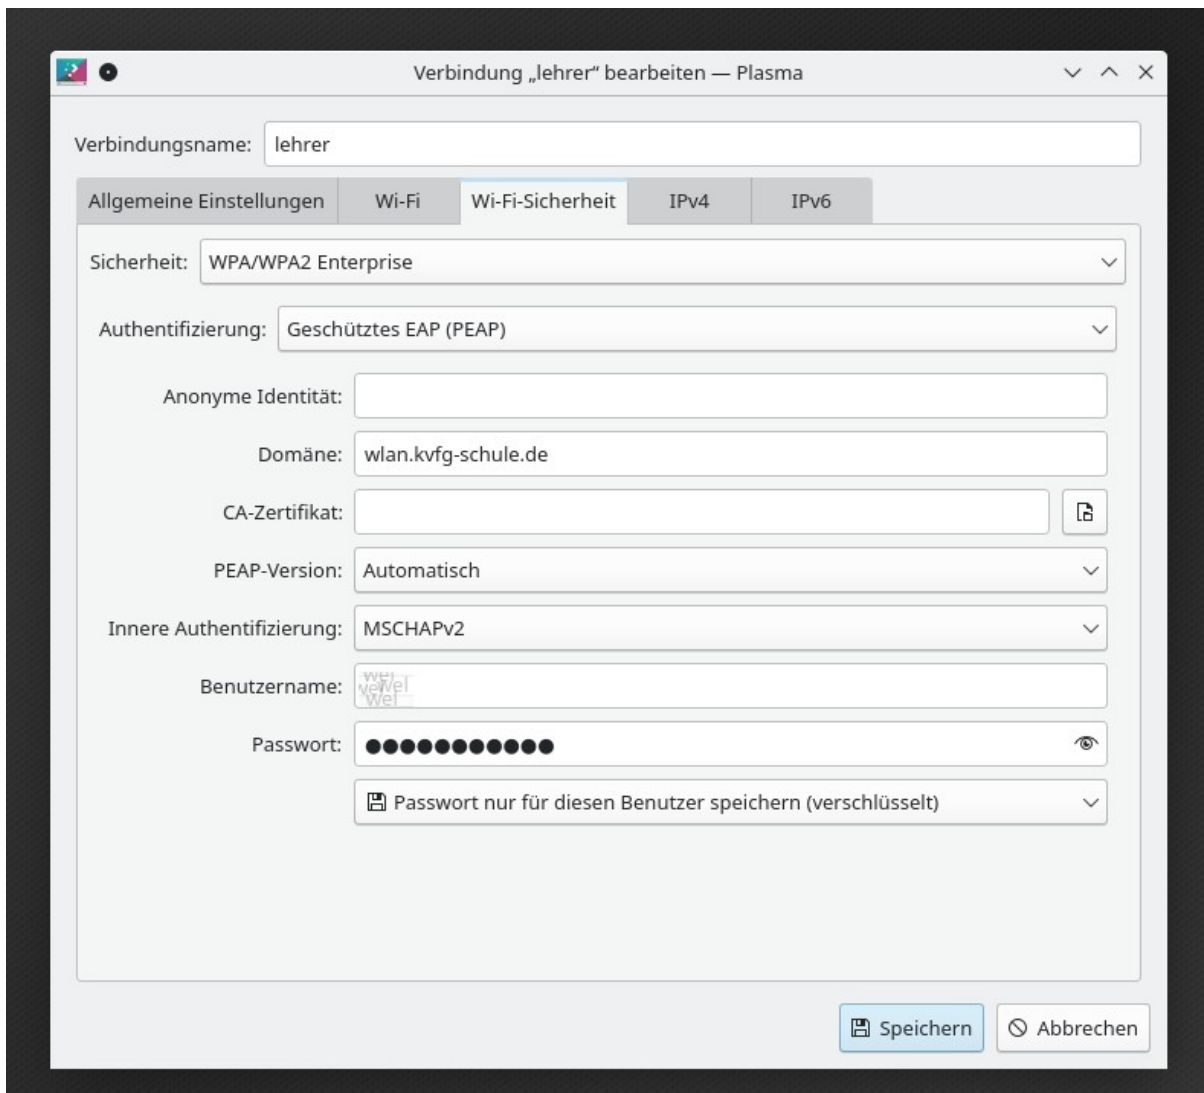 Verbindung „lehrer“ bearbeiten — Plasma
Verbindungsname: lehrer
Allgemeine Einstellungen Wi-Fi Wi-Fi-Sicherheit IPv4 IPv6
Sicherheit: WPA/WPA2 Enterprise
Authentifizierung: Geschütztes EAP (PEAP)
Anonyme Identität:
Domäne: wlan.kvfg-schule.de
CA-Zertifikat:
PEAP-Version: Automatisch
Innere Authentifizierung: MSCHAPv2
Benutzername:
Passwort: ●●●●●●●●●●●
Passwort nur für diesen Benutzer speichern (verschlüsselt)
Speichern Abbrechen